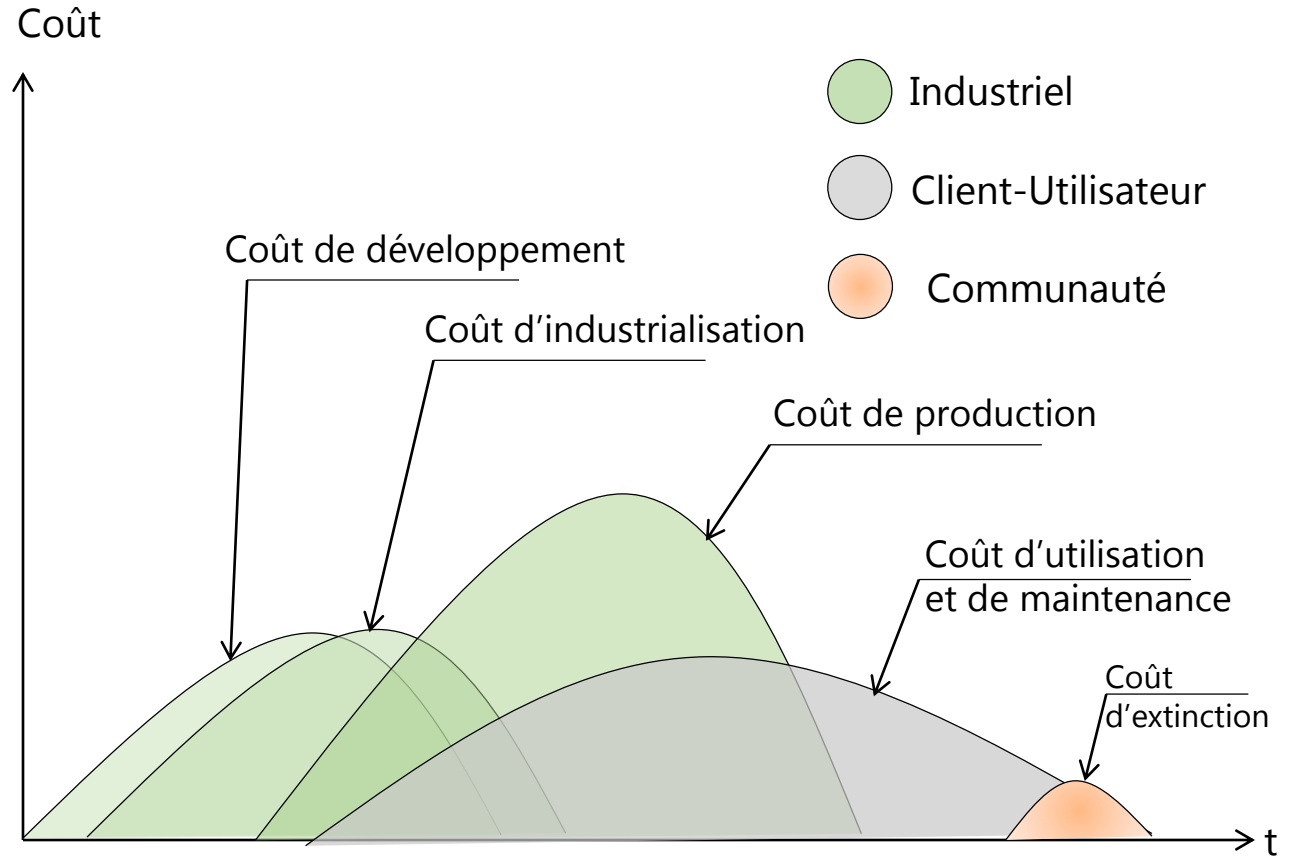 Coût
Industriel
Client-Utilisateur
Communauté
Coût de développement
Coût d’industrialisation
Coût de production
Coût d’utilisation
et de maintenance
Coût
d’extinction
t